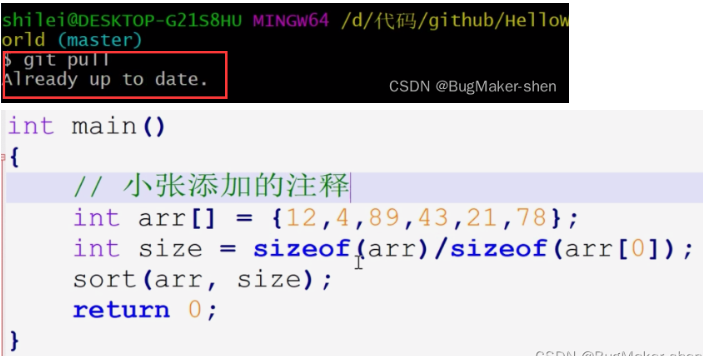 shilei@DESKTOP-G21S8HU MINGW64 /d/代码/github/Hellow
orld (master)
$ git pull
Already up to date.
CSDN @BugMaker-shen
int main()
{
// 小张添加的注释
int arr[] = {12,4,89,43,21,78};
int size = sizeof(arr)/sizeof(arr[0]);
sort(arr, size);
return 0;
}
CSDN @BugMaker-shen